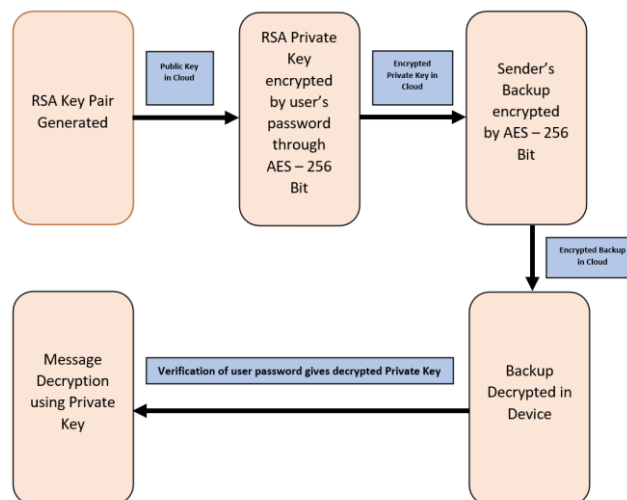 RSA Key Pair
Generated
Public Key
in Cloud
RSA Private
Key
encrypted
by user's
password
through
AES – 256
Bit
Encrypted
Private Key in
Cloud
Sender's
Backup
encrypted
by AES – 256
Bit
Encrypted Backup
in Cloud
Backup
Decrypted in
Device
Verification of user password gives decrypted Private Key
Message
Decryption
using Private
Key